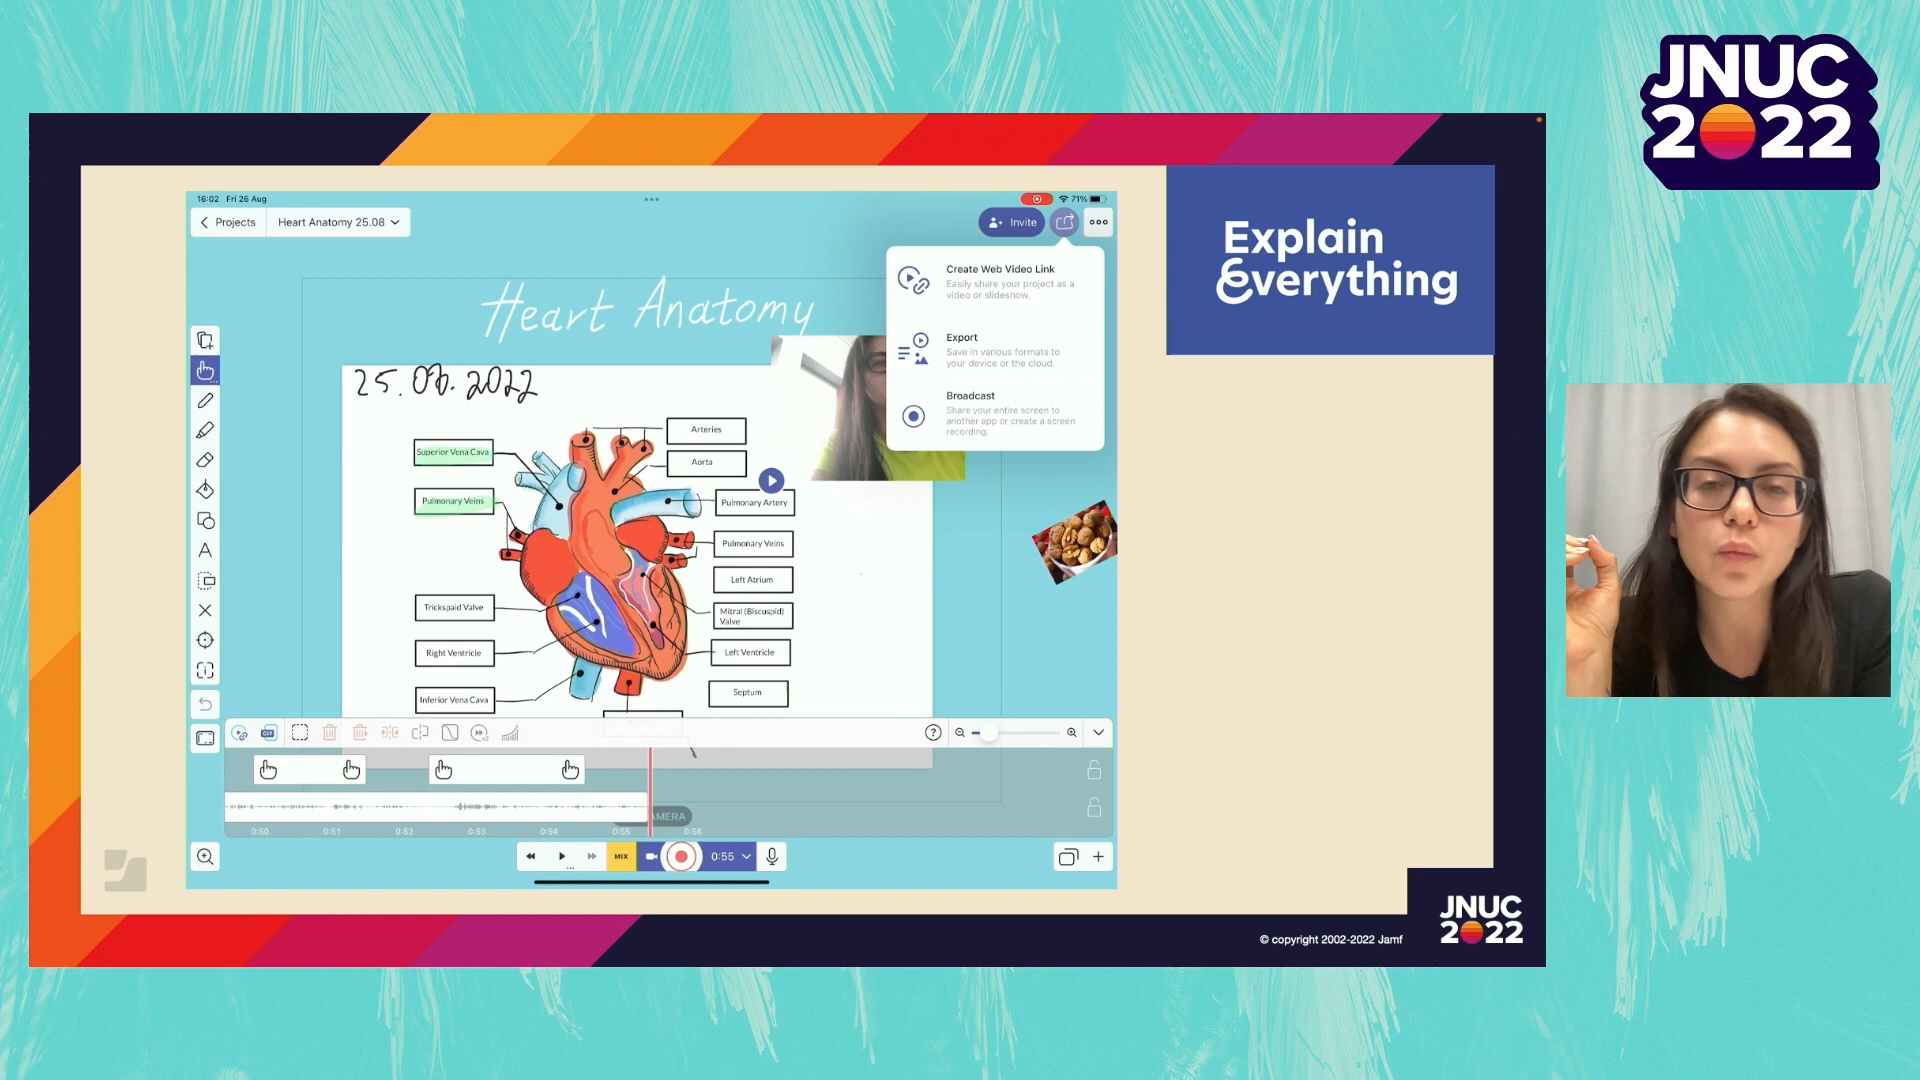 JNUC
2022
16:02 Fri 26 Aug
71%
Projects
Heart Anatomy 25.08
Invite
Create Web Video Link
Easily share your project as a
video or slideshow.
Export
Save in various formats to
your device or the cloud.
Broadcast
Share your entire screen to
another app or create a screen
recording.
Explain
Everything
Heart Anatomy
25.08.2022
Arteries
Superior Vena Cava
Aorta
Pulmonary Veins
Pulmonary Artery
Pulmonary Veins
Left Atrium
Trickspaid Valve
Mitral (Biscuspid)
Valve
Right Ventricle
Left Ventricle
Septum
Inferior Vena Cava
GIF
x2
?
A
AMERA
0:50 0:51 0:52 0:53 0:54 0:55 0:56
MIX
0:55
© copyright 2002-2022 Jamf
JNUC
2022